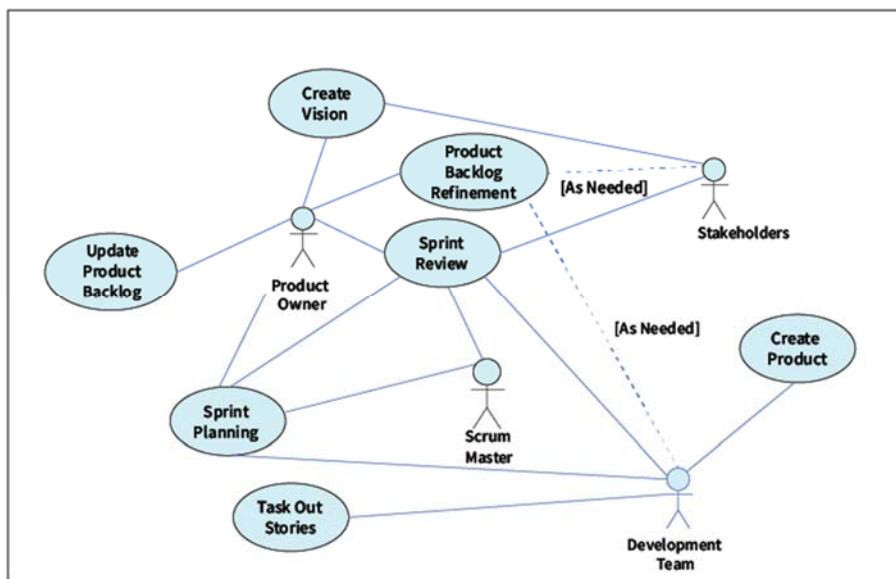 Create
Vision
Product
Backlog
Refinement
[As Needed]
Stakeholders
Update
Product
Backlog
Product
Owner
Sprint
Review
[As Needed]
Create
Product
Sprint
Planning
Scrum
Master
Task Out
Stories
Development
Team